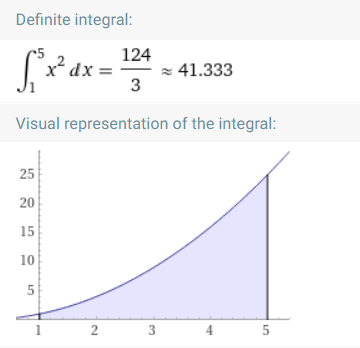 Definite integral:
∫₁⁵ x² dx = 124/3 ≈ 41.333
Visual representation of the integral:
25
20
15
10
5
1 2 3 4 5